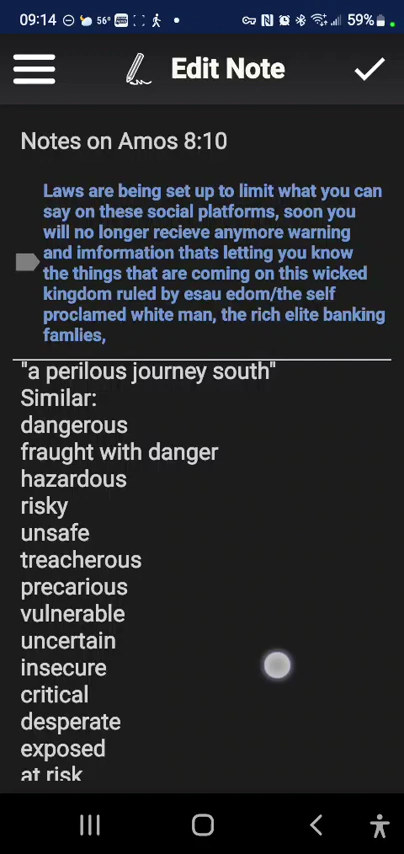 09:14
56°
59%
Edit Note
Notes on Amos 8:10
Laws are being set up to limit what you can
say on these social platforms, soon you
will no longer recieve anymore warning
and imformation thats letting you know
the things that are coming on this wicked
kingdom ruled by esau edom/the self
proclamed white man, the rich elite banking
famlies,
"a perilous journey south"
Similar:
dangerous
fraught with danger
hazardous
risky
unsafe
treacherous
precarious
vulnerable
uncertain
insecure
critical
desperate
exposed
at risk